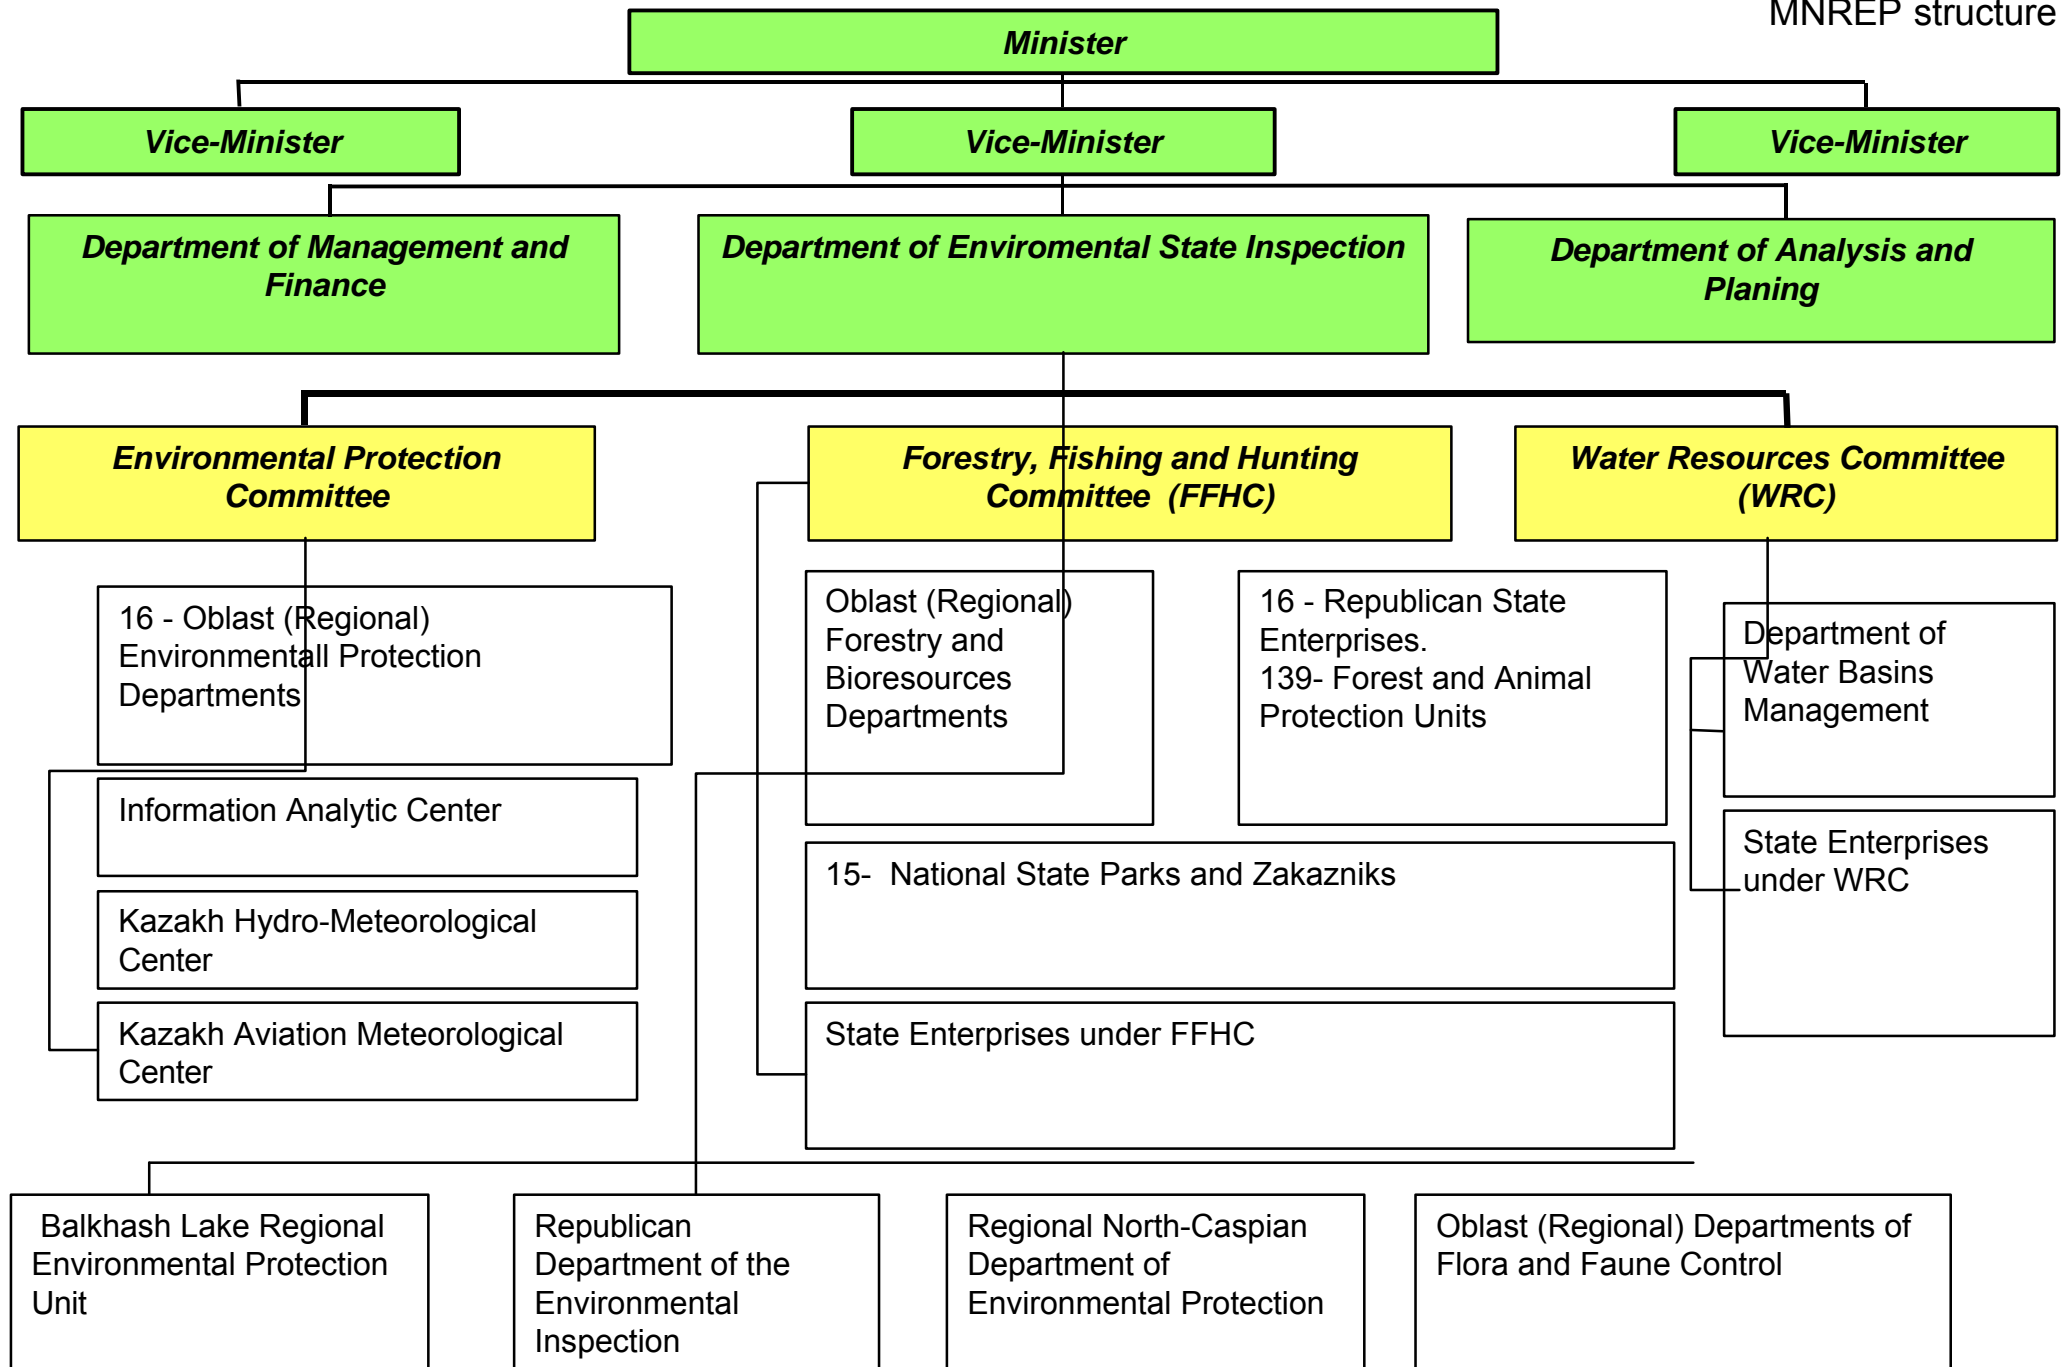 MNREP structure
Minister
Vice-Minister
Vice-Minister
Vice-Minister
Department of Management and
Finance
Department of Enviromental State Inspection
Department of Analysis and
Planing
Environmental Protection
Committee
Forestry, Fishing and Hunting
Committee (FFHC)
Water Resources Committee
(WRC)
16 - Oblast (Regional)
Environmentall Protection
Departments
Information Analytic Center
Kazakh Hydro-Meteorological
Center
Kazakh Aviation Meteorological
Center
Oblast (Regional)
Forestry and
Bioresources
Departments
16 - Republican State
Enterprises.
139- Forest and Animal
Protection Units
15- National State Parks and Zakazniks
State Enterprises under FFHC
Department of
Water Basins
Management
State Enterprises
under WRC
Balkhash Lake Regional
Environmental Protection
Unit
Republican
Department of the
Environmental
Inspection
Regional North-Caspian
Department of
Environmental Protection
Oblast (Regional) Departments of
Flora and Faune Control